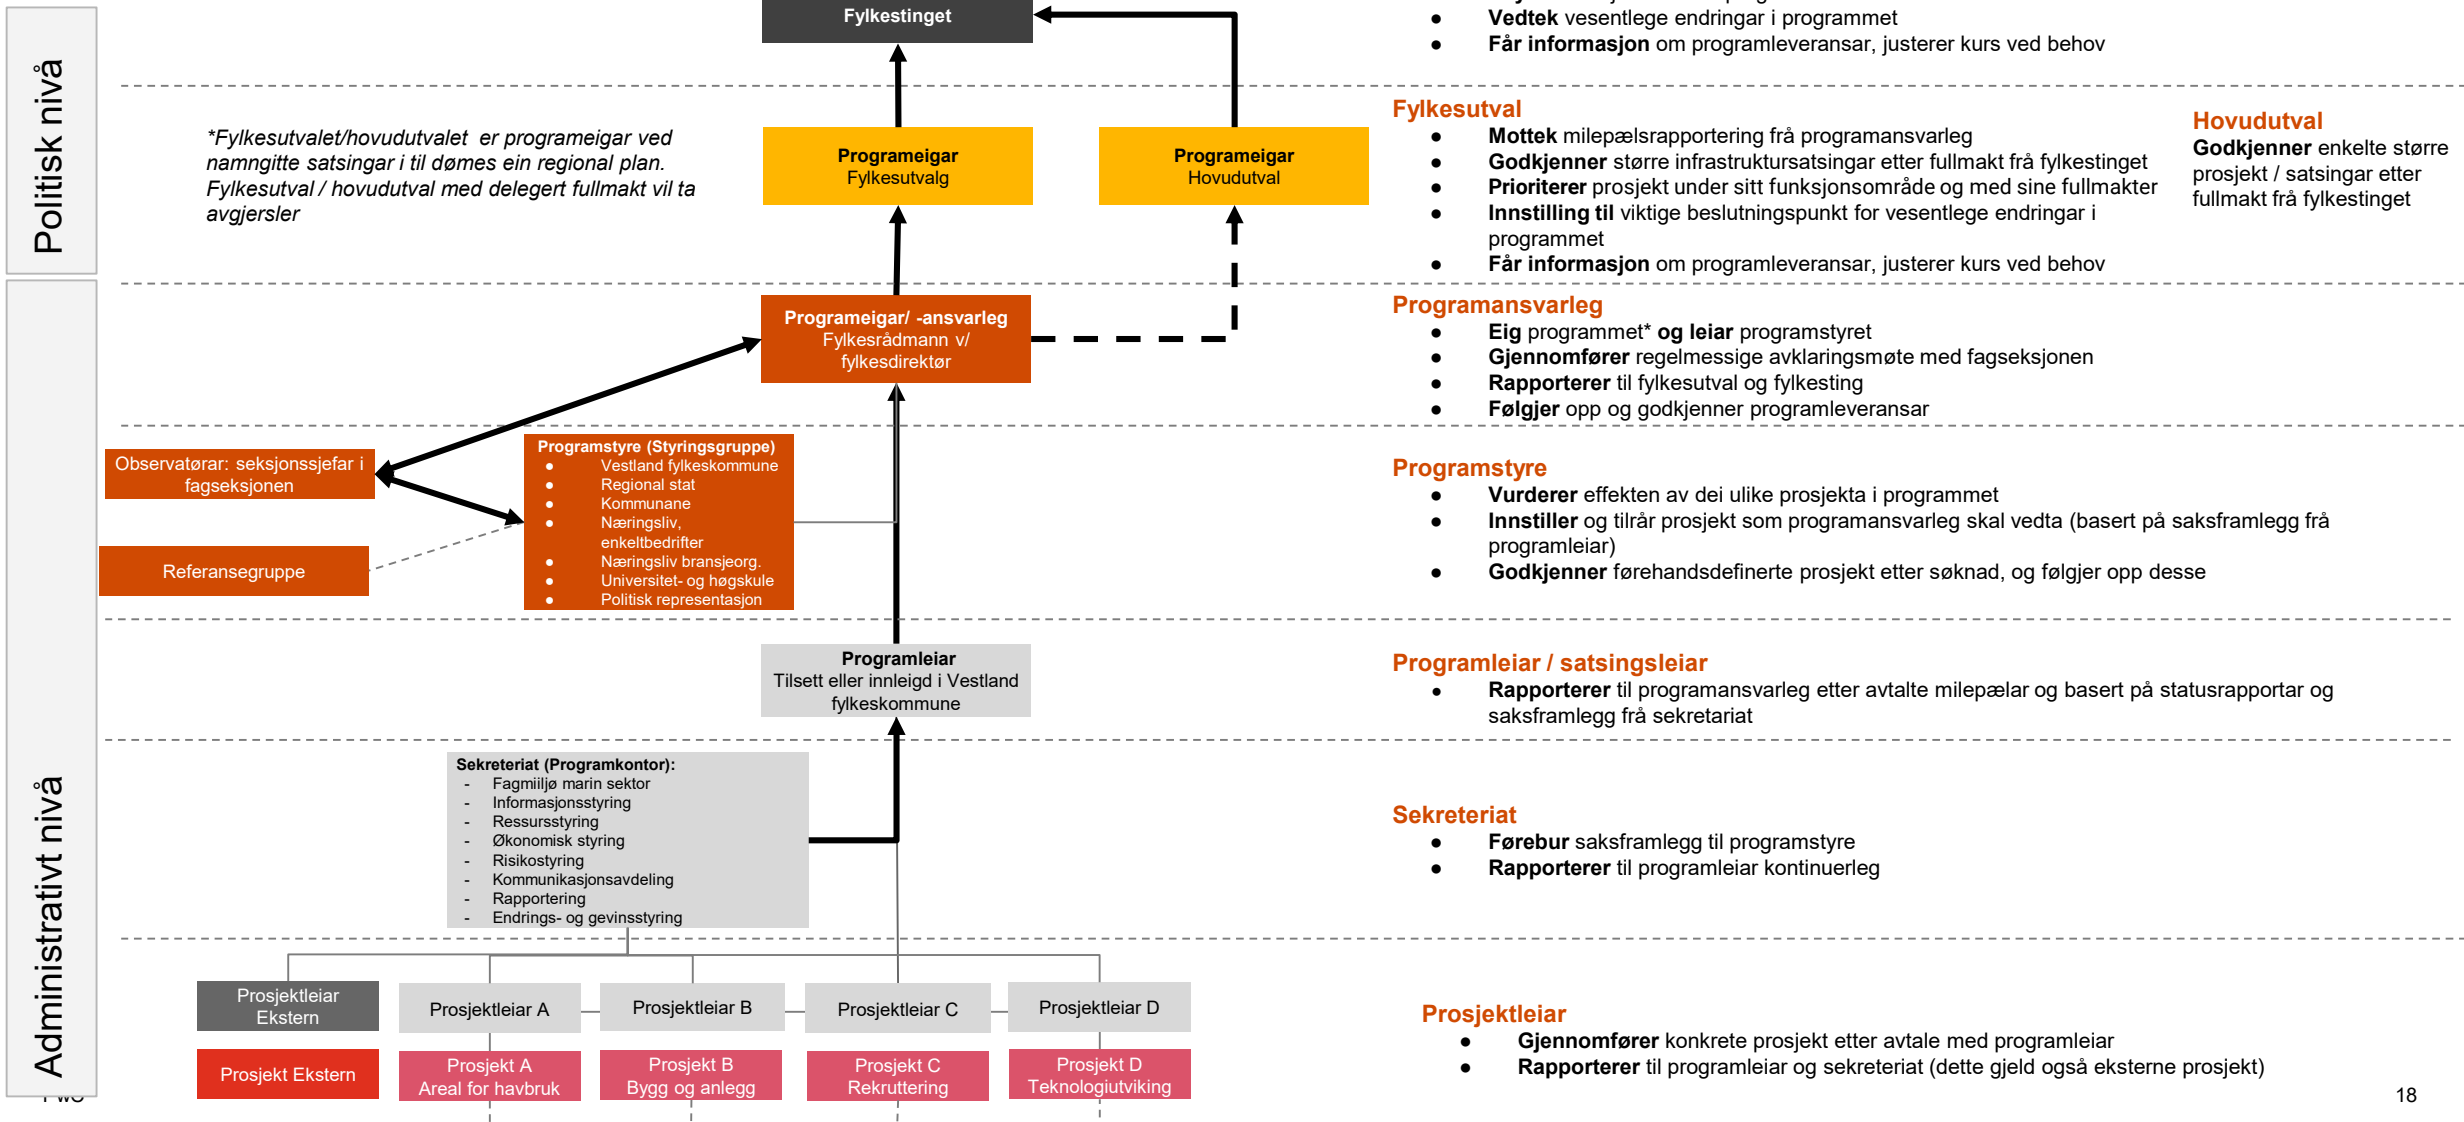 Politisk nivå
Administrativt nivå
Fylkestinget
● Vedtek vesentlege endringar i programmet
● Får informasjon om programleveransar, justerer kurs ved behov
*Fylkesutvalet/hovudutvalet er programeigar ved
namngitte satsingar i til dømes ein regional plan.
Fylkesutval / hovudutval med delegert fullmakt vil ta
avgjersler
Programeigar
Fylkesutvalg
Programeigar
Hovudutval
Fylkesutval
● Mottek milepælsrapportering frå programansvarleg
● Godkjenner større infrastruktursatsingar etter fullmakt frå fylkestinget
● Prioriterer prosjekt under sitt funksjonsområde og med sine fullmakter
● Innstilling til viktige beslutningspunkt for vesentlege endringar i
programmet
● Får informasjon om programleveransar, justerer kurs ved behov
Hovudutval
Godkjenner enkelte større
prosjekt / satsingar etter
fullmakt frå fylkestinget
Programeigar/ -ansvarleg
Fylkesrådmann v/
fylkesdirektør
Programansvarleg
● Eig programmet* og leiar programstyret
● Gjennomfører regelmessige avklaringsmøte med fagseksjonen
● Rapporterer til fylkesutval og fylkesting
● Følgjer opp og godkjenner programleveransar
Observatørar: seksjonssjefar i
fagseksjonen
Referansegruppe
Programstyre (Styringsgruppe)
● Vestland fylkeskommune
● Regional stat
● Kommunane
● Næringsliv,
enkeltbedrifter
● Næringsliv bransjeorg.
● Universitet- og høgskule
● Politisk representasjon
Programstyre
● Vurderer effekten av dei ulike prosjekta i programmet
● Innstiller og tilrår prosjekt som programansvarleg skal vedta (basert på saksframlegg frå
programleiar)
● Godkjenner førehandsdefinerte prosjekt etter søknad, og følgjer opp desse
Programleiar
Tilsett eller innleigd i Vestland
fylkeskommune
Programleiar / satsingsleiar
● Rapporterer til programansvarleg etter avtalte milepælar og basert på statusrapportar og
saksframlegg frå sekretariat
Sekreteriat (Programkontor):
- Fagmiiljø marin sektor
- Informasjonsstyring
- Ressursstyring
- Økonomisk styring
- Risikostyring
- Kommunikasjonsavdeling
- Rapportering
- Endrings- og gevinsstyring
Sekreteriat
● Førebur saksframlegg til programstyre
● Rapporterer til programleiar kontinuerleg
Prosjektleiar
Ekstern
Prosjektleiar A
Prosjektleiar B
Prosjektleiar C
Prosjektleiar D
Prosjekt Ekstern
Prosjekt A
Areal for havbruk
Prosjekt B
Bygg og anlegg
Prosjekt C
Rekruttering
Prosjekt D
Teknologiutviking
Prosjektleiar
● Gjennomfører konkrete prosjekt etter avtale med programleiar
● Rapporterer til programleiar og sekreteriat (dette gjeld også eksterne prosjekt)
18